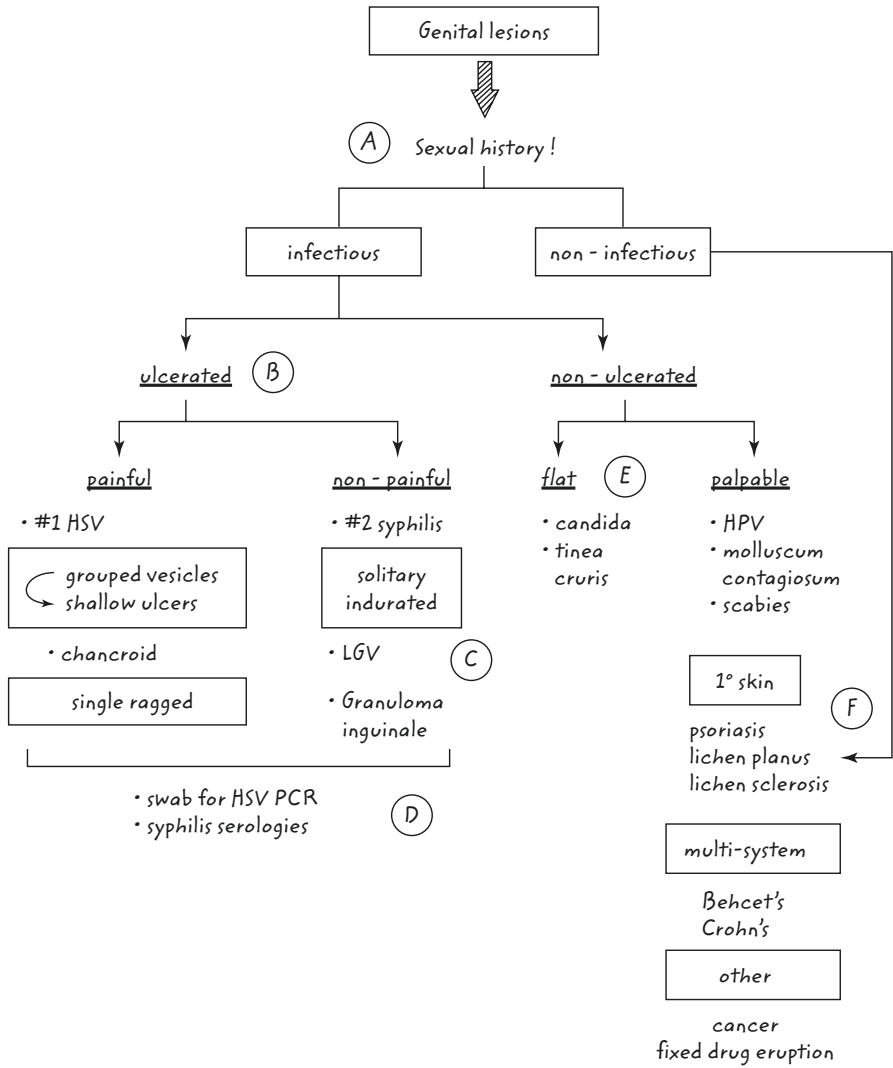 Genital lesions
A
Sexual history!
infectious
non - infectious
ulcerated
B
non - ulcerated
painful
non - painful
flat
E
palpable
• #1 HSV
grouped vesicles
shallow ulcers
• chancroid
single ragged
• #2 syphilis
solitary
indurated
• LGV
C
• Granuloma
inguinale
• candida
• tinea
cruris
• HPV
• molluscum
contagiosum
• scabies
• swab for HSV PCR
• syphilis serologies
D
1° skin
F
psoriasis
lichen planus
lichen sclerosis
multi-system
Behcet's
Crohn's
other
cancer
fixed drug eruption